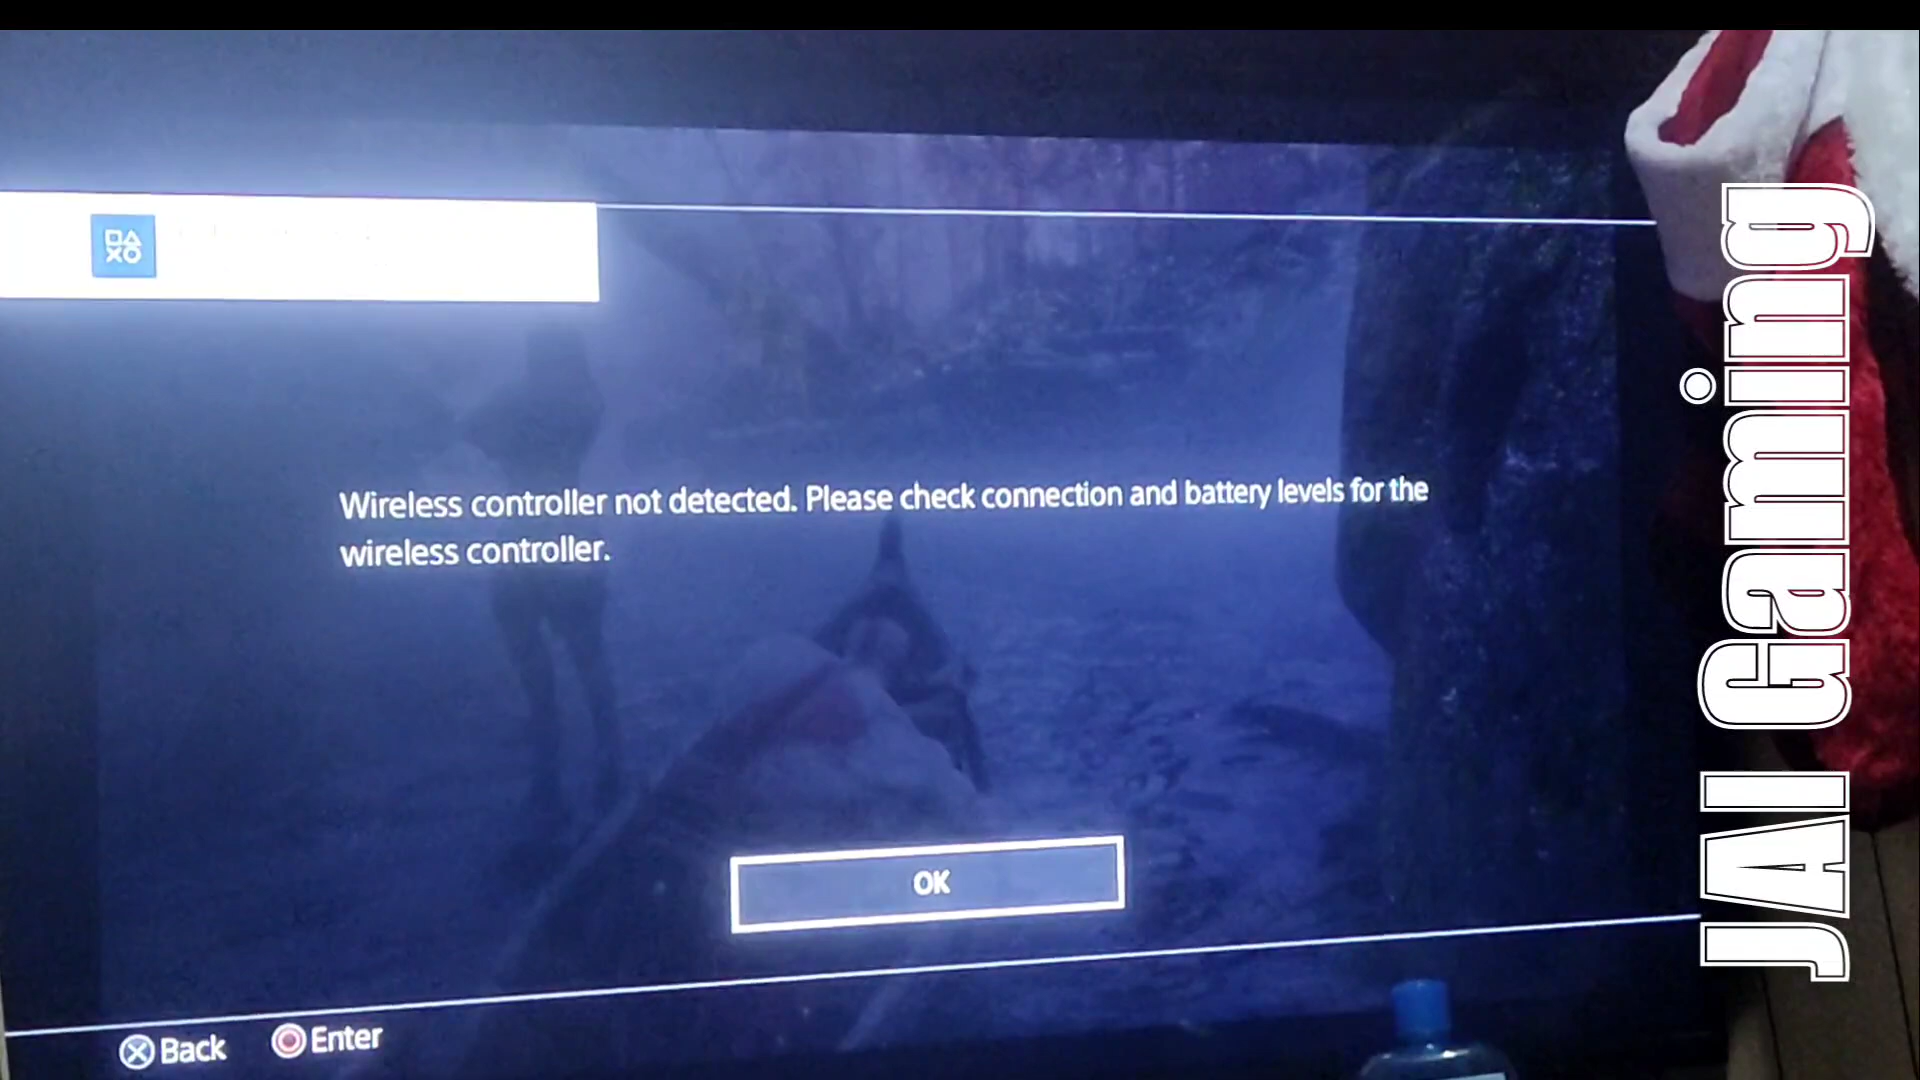 Wireless controller not detected. Please check connection and battery levels for the
wireless controller.
OK
Back
Enter
JAI Gaming